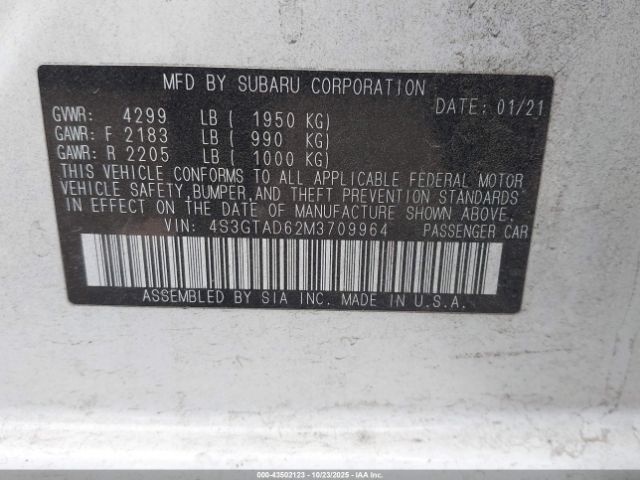 MFD BY SUBARU CORPORATION
DATE: 01/21
GVWR: 4299 LB ( 1950 KG)
GAWR: F 2183 LB ( 990 KG)
GAWR: R 2205 LB ( 1000 KG)
THIS VEHICLE CONFORMS TO ALL APPLICABLE FEDERAL MOTOR
VEHICLE SAFETY, BUMPER, AND THEFT PREVENTION STANDARDS
IN EFFECT ON THE DATE OF MANUFACTURE SHOWN ABOVE.
VIN: 4S3GTAD62M3709964 PASSENGER CAR
ASSEMBLED BY SIA INC. MADE IN U.S.A.
000-43502123 - 10/23/2025 - IAAI.COM